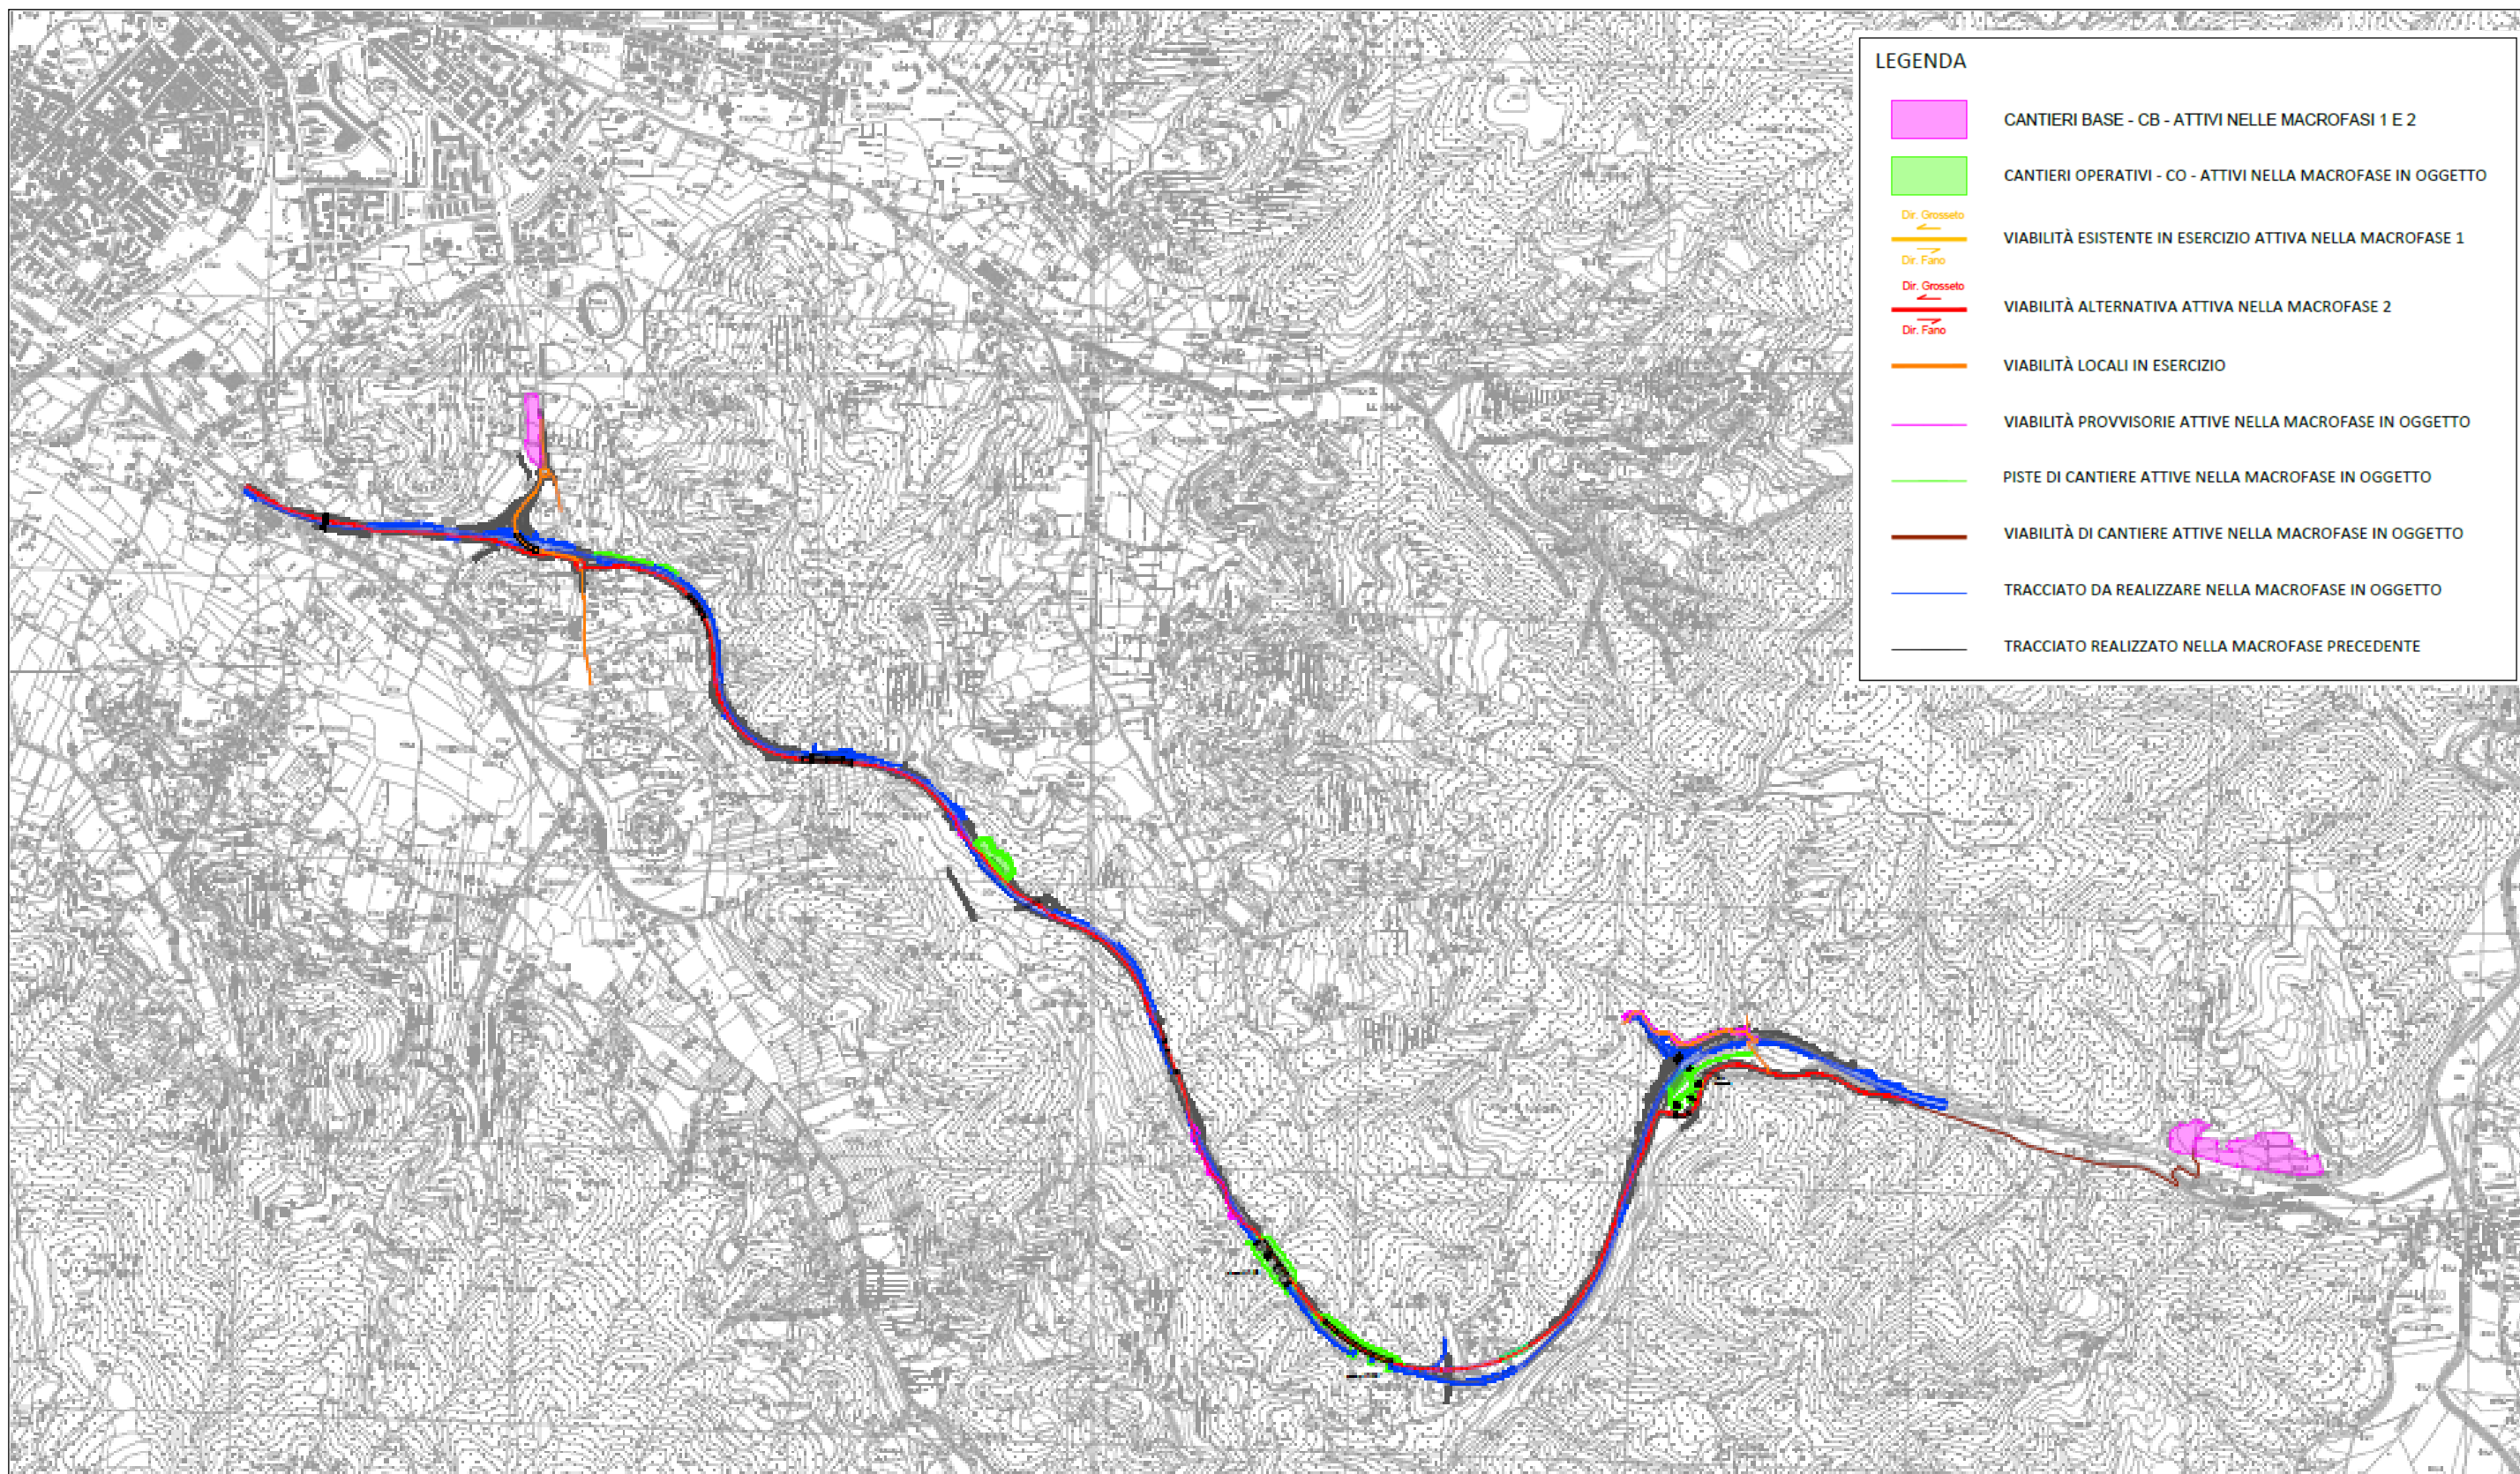 LEGENDA
CANTIERI BASE - CB - ATTIVI NELLE MACROFASI 1 E 2
CANTIERI OPERATIVI - CO - ATTIVI NELLA MACROFASE IN OGGETTO
Dir. Grosseto
VIABILITÀ ESISTENTE IN ESERCIZIO ATTIVA NELLA MACROFASE 1
Dir. Fano
Dir. Grosseto
VIABILITÀ ALTERNATIVA ATTIVA NELLA MACROFASE 2
Dir. Fano
VIABILITÀ LOCALI IN ESERCIZIO
VIABILITÀ PROVVISORIE ATTIVE NELLA MACROFASE IN OGGETTO
PISTE DI CANTIERE ATTIVE NELLA MACROFASE IN OGGETTO
VIABILITÀ DI CANTIERE ATTIVE NELLA MACROFASE IN OGGETTO
TRACCIATO DA REALIZZARE NELLA MACROFASE IN OGGETTO
TRACCIATO REALIZZATO NELLA MACROFASE PRECEDENTE